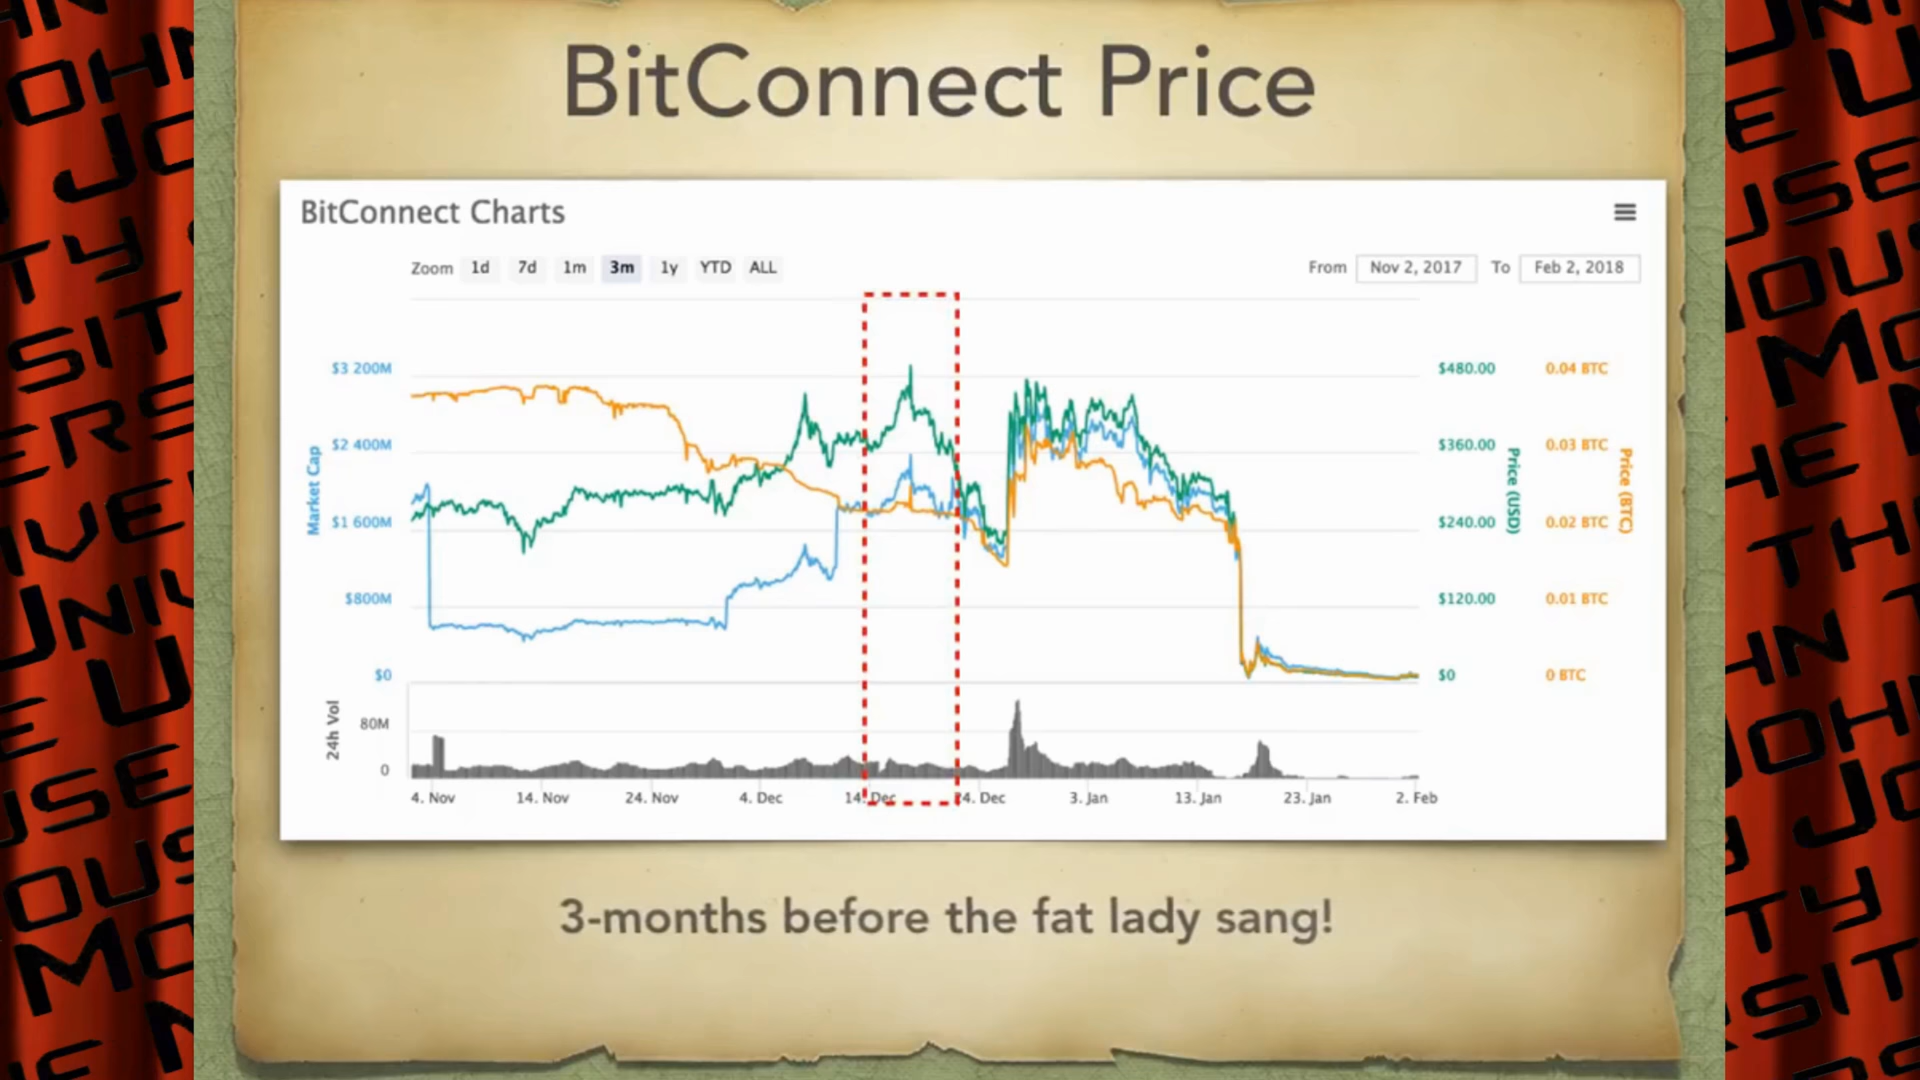 BitConnect Price
BitConnect Charts
Zoom 1d 7d 1m 3m 1y YTD ALL
From Nov 2, 2017 To Feb 2, 2018
$3 200M
$2 400M
$1 600M
$800M
$0
Market Cap
$480.00
$360.00
$240.00
$120.00
$0
Price (USD)
0.04 BTC
0.03 BTC
0.02 BTC
0.01 BTC
0 BTC
Price (BTC)
24h Vol
80M
0
4. Nov 14. Nov 24. Nov 4. Dec 14. Dec 24. Dec 3. Jan 13. Jan 23. Jan 2. Feb
3-months before the fat lady sang!